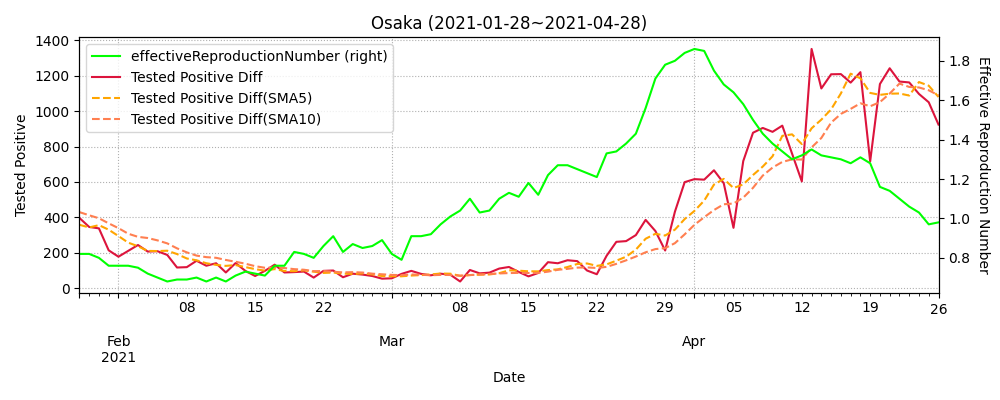 Osaka (2021-01-28~2021-04-28)
effectiveReproductionNumber (right)
Tested Positive Diff
Tested Positive Diff(SMA5)
Tested Positive Diff(SMA10)
Tested Positive
1400
1200
1000
800
600
400
200
0
Effective Reproduction Number
1.8
1.6
1.4
1.2
1.0
0.8
08 15 22 08 15 22 29 05 12 19 26
Feb Mar Apr
2021
Date